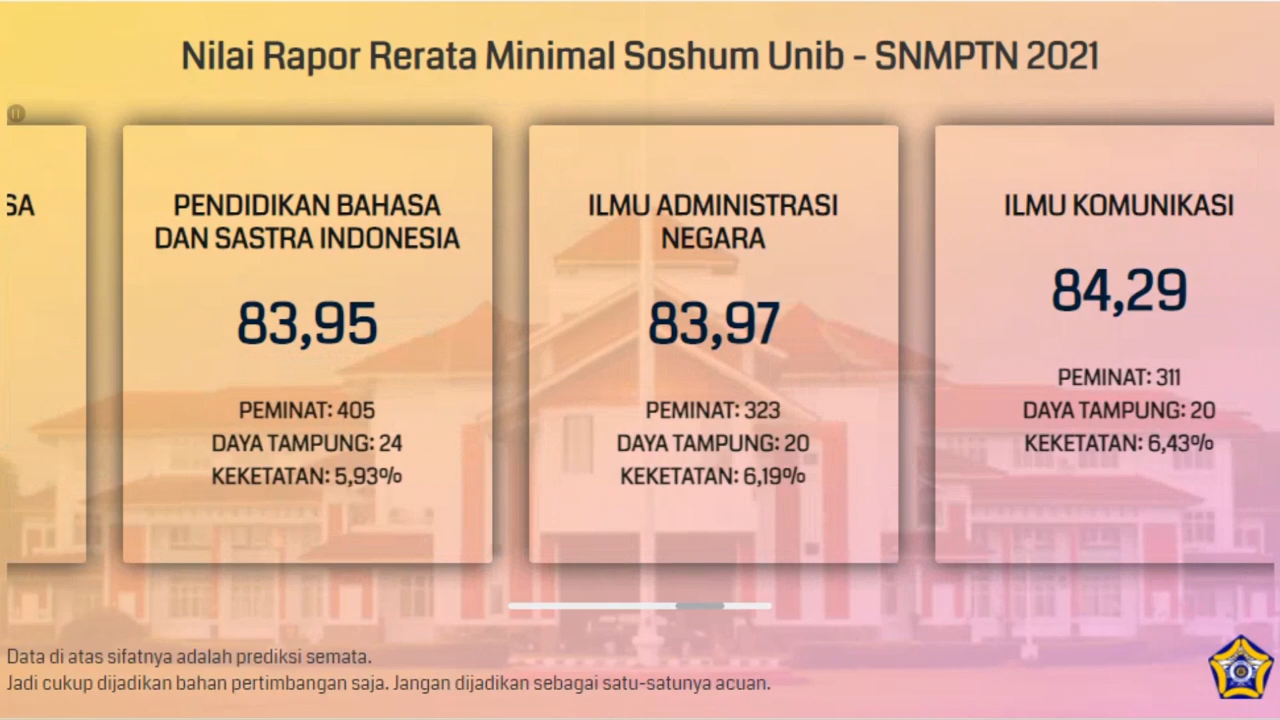 Nilai Rapor Rerata Minimal Soshum Unib - SNMPTN 2021
SA
PENDIDIKAN BAHASA
DAN SASTRA INDONESIA
83,95
PEMINAT: 405
DAYA TAMPUNG: 24
KEKETATAN: 5,93%
ILMU ADMINISTRASI
NEGARA
83,97
PEMINAT: 323
DAYA TAMPUNG: 20
KEKETATAN: 6,19%
ILMU KOMUNIKASI
84,29
PEMINAT: 311
DAYA TAMPUNG: 20
KEKETATAN: 6,43%
Data di atas sifatnya adalah prediksi semata.
Jadi cukup dijadikan bahan pertimbangan saja. Jangan dijadikan sebagai satu-satunya acuan.